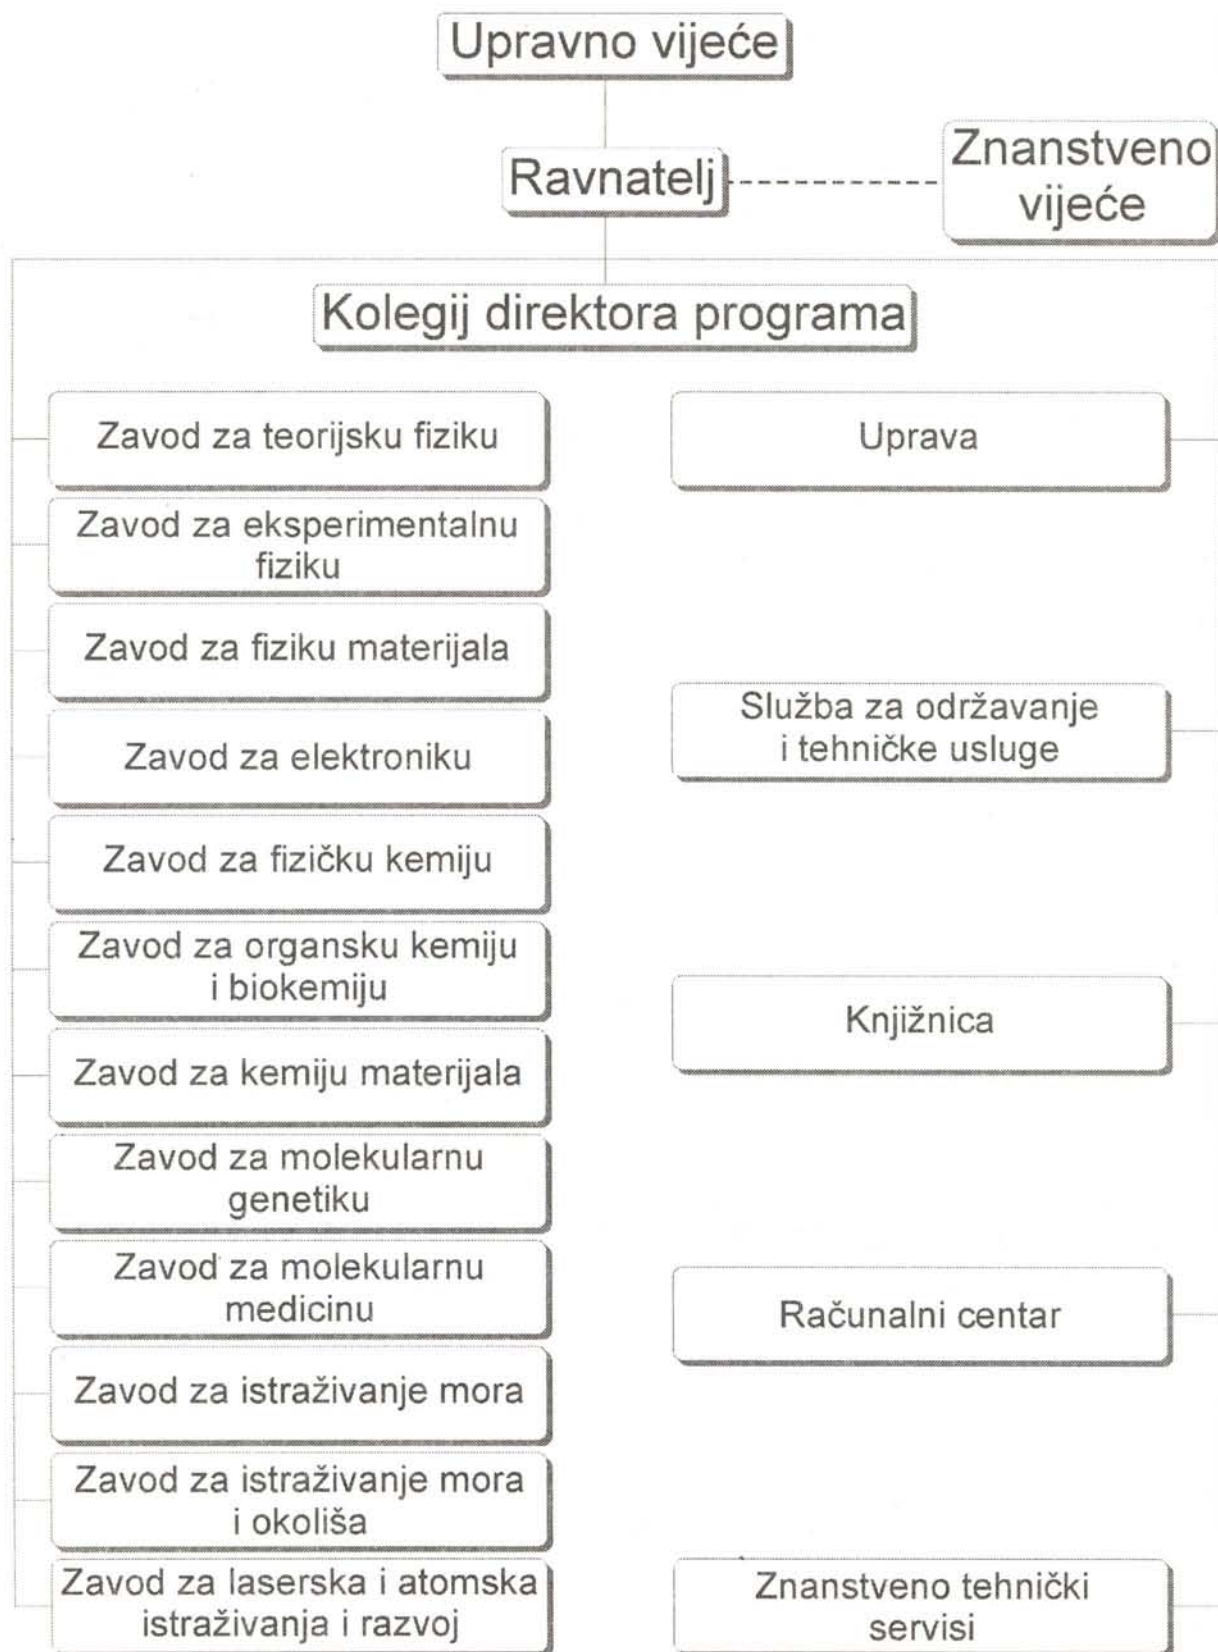 Upravno vijeće
Ravnatelj
Znanstveno
vijeće
Kolegij direktora programa
Zavod za teorijsku fiziku
Zavod za eksperimentalnu
fiziku
Zavod za fiziku materijala
Zavod za elektroniku
Zavod za fizičku kemiju
Zavod za organsku kemiju
i biokemiju
Zavod za kemiju materijala
Zavod za molekularnu
genetiku
Zavod za molekularnu
medicinu
Zavod za istraživanje mora
Zavod za istraživanje mora
i okoliša
Zavod za laserska i atomska
istraživanja i razvoj
Uprava
Služba za održavanje
i tehničke usluge
Knjižnica
Računalni centar
Znanstveno tehnički
servisi